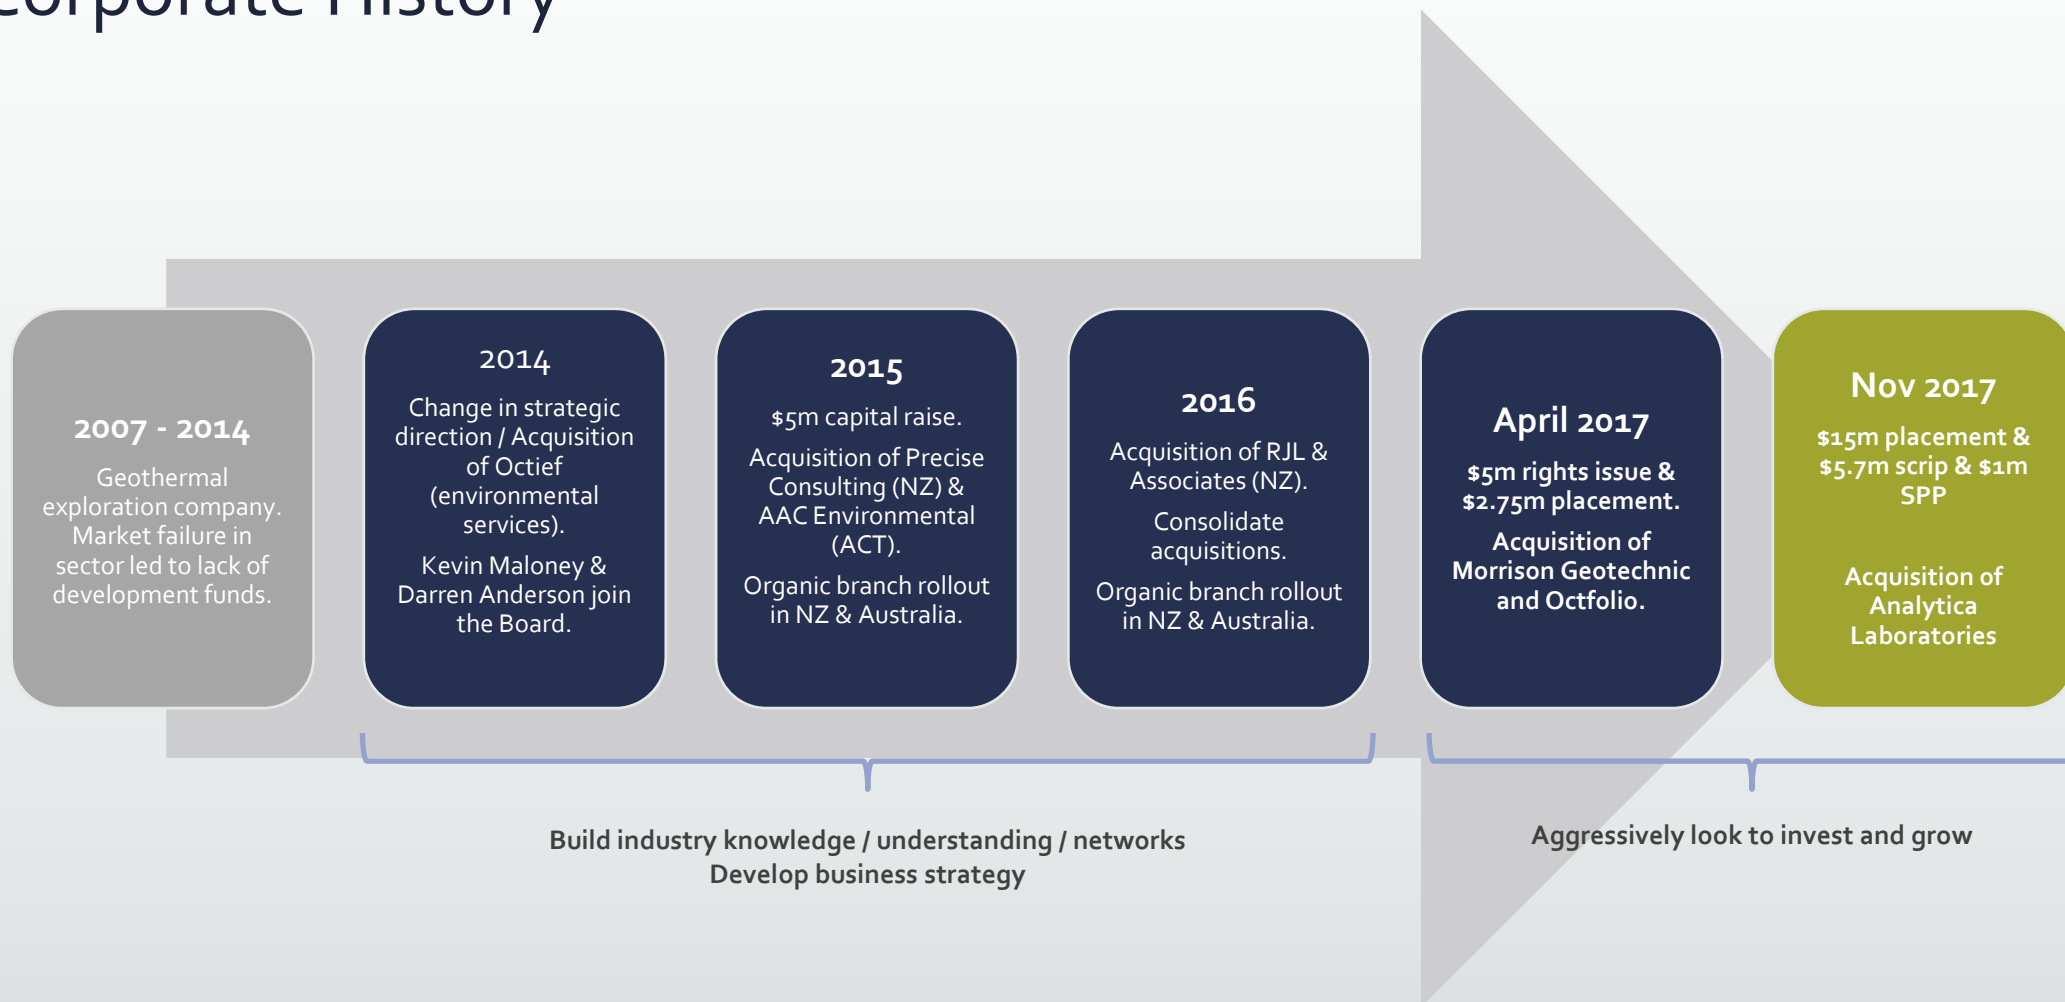 Corporate History
2007 - 2014
Geothermal
exploration company.
Market failure in
sector led to lack of
development funds.
2014
Change in strategic
direction / Acquisition
of Octief
(environmental
services).
Kevin Maloney &
Darren Anderson join
the Board.
2015
$5m capital raise.
Acquisition of Precise
Consulting (NZ) &
AAC Environmental
(ACT).
Organic branch rollout
in NZ & Australia.
2016
Acquisition of RJL &
Associates (NZ).
Consolidate
acquisitions.
Organic branch rollout
in NZ & Australia.
April 2017
$5m rights issue &
$2.75m placement.
Acquisition of
Morrison Geotechnic
and Octfolio.
Nov 2017
$15m placement &
$5.7m scrip & $1m
SPP
Acquisition of
Analytica
Laboratories
Build industry knowledge / understanding / networks
Develop business strategy
Aggressively look to invest and grow